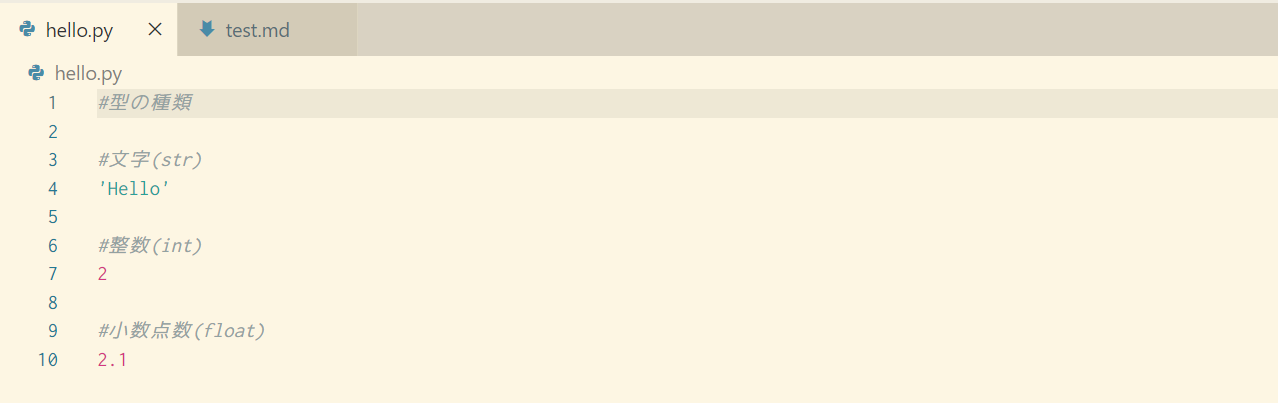 hello.py test.md
hello.py
1 #型の種類
2
3 #文字(str)
4 'Hello'
5
6 #整数(int)
7 2
8
9 #小数点数(float)
10 2.1